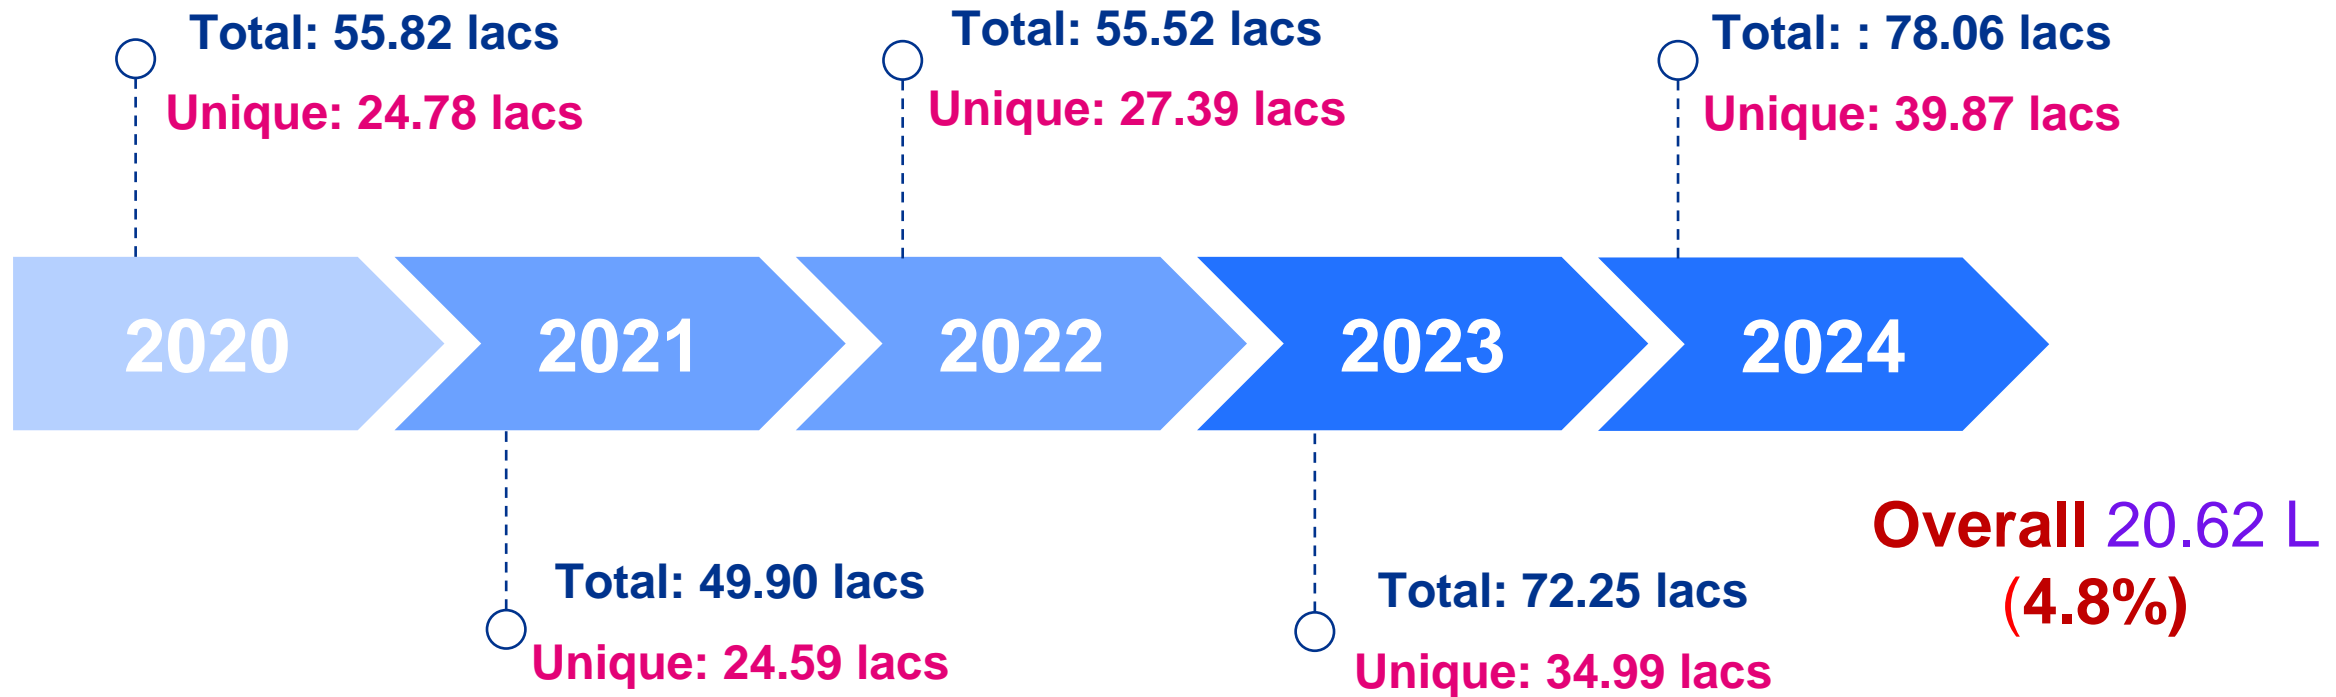 Total: 55.82 lacs
Unique: 24.78 lacs
Total: 55.52 lacs
Unique: 27.39 lacs
Total: : 78.06 lacs
Unique: 39.87 lacs
2020
2021
2022
2023
2024
Total: 49.90 lacs
Unique: 24.59 lacs
Total: 72.25 lacs
Unique: 34.99 lacs
Overall 20.62 L
(4.8%)